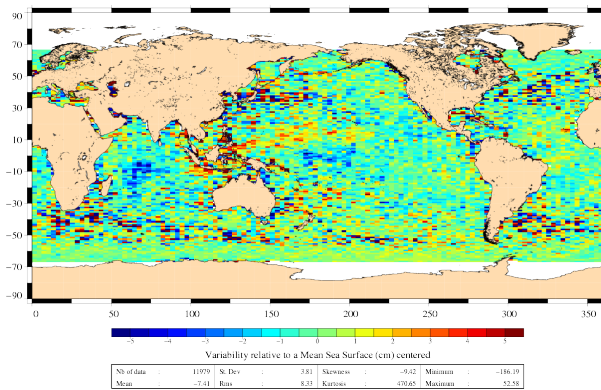 90
70
50
30
10
−10
−30
−50
−70
−90
0 50 100 150 200 250 300 350
−5 −4 −3 −2 −1 0 1 2 3 4 5
Variability relative to a Mean Sea Surface (cm) centered
Nb of data : 11979 St. Dev : 3.81 Skewness : −9.42 Minimum : −186.19
Mean : −7.41 Rms : 8.33 Kurtosis : 470.65 Maximum : 52.58